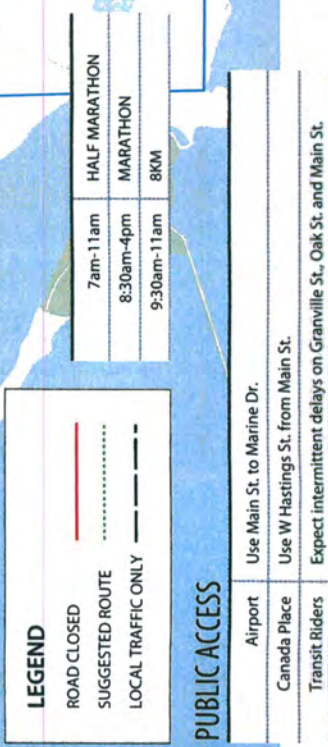 LEGEND
ROAD CLOSED
SUGGESTED ROUTE
LOCAL TRAFFIC ONLY
7am-11am HALF MARATHON
8:30am-4pm MARATHON
9:30am-11am 8KM
PUBLIC ACCESS
Airport Use Main St. to Marine Dr.
Canada Place Use W Hastings St. from Main St.
Transit Riders Expect intermittent delays on Granville St., Oak St. and Main St.